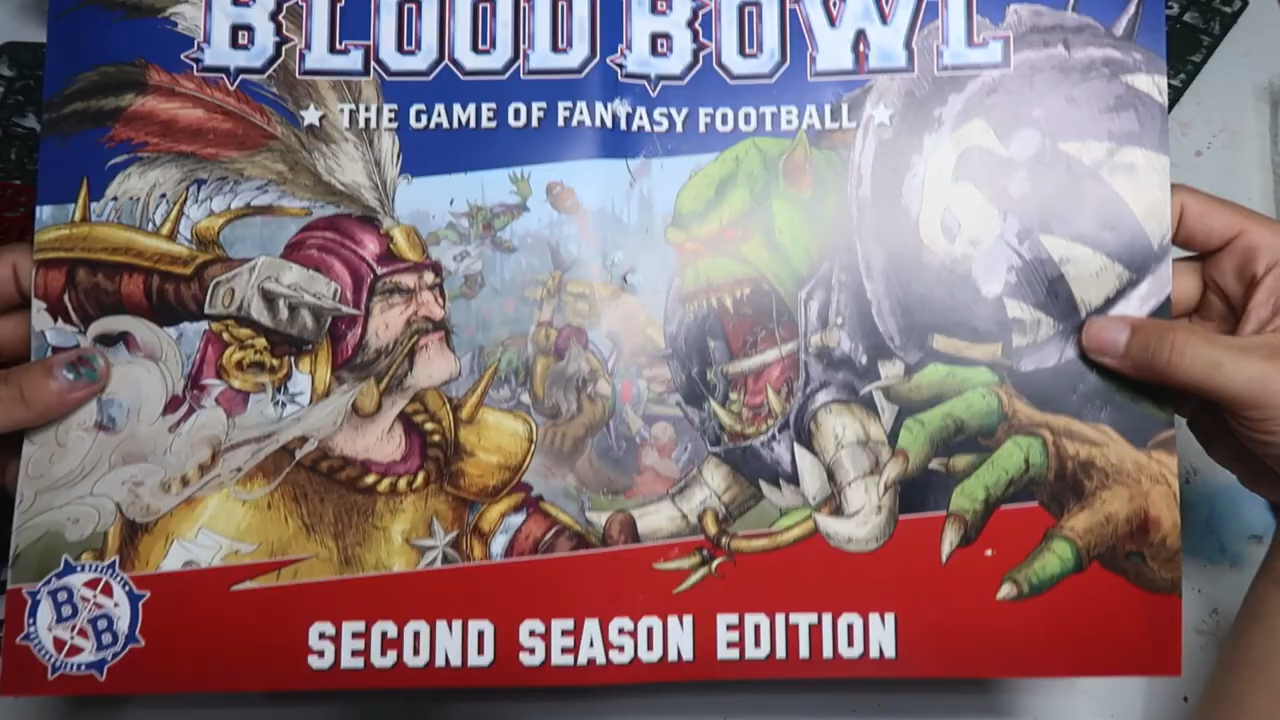 BLOOD BOWL
THE GAME OF FANTASY FOOTBALL
SECOND SEASON EDITION
B B